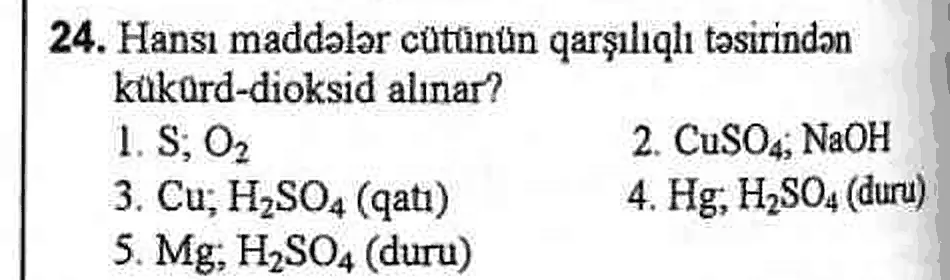 24. Hansı maddələr cütünün qarşılıqlı təsirindən
kükürd-dioksid alınar?
1. S; O₂ 2. CuSO₄; NaOH
3. Cu; H₂SO₄ (qatı) 4. Hg; H₂SO₄ (duru)
5. Mg; H₂SO₄ (duru)